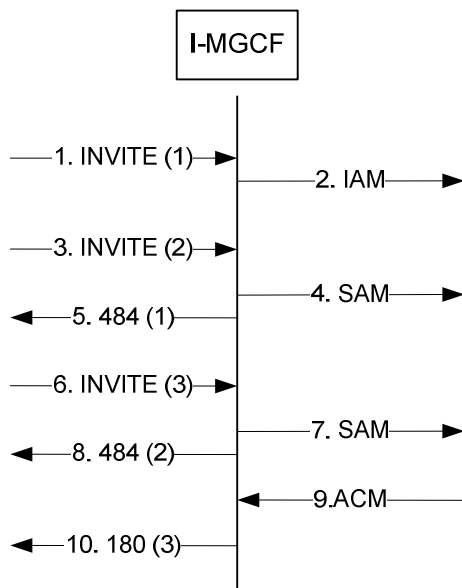 I-MGCF
1. INVITE (1)
2. IAM
3. INVITE (2)
4. SAM
5. 484 (1)
6. INVITE (3)
7. SAM
8. 484 (2)
9.ACM
10. 180 (3)